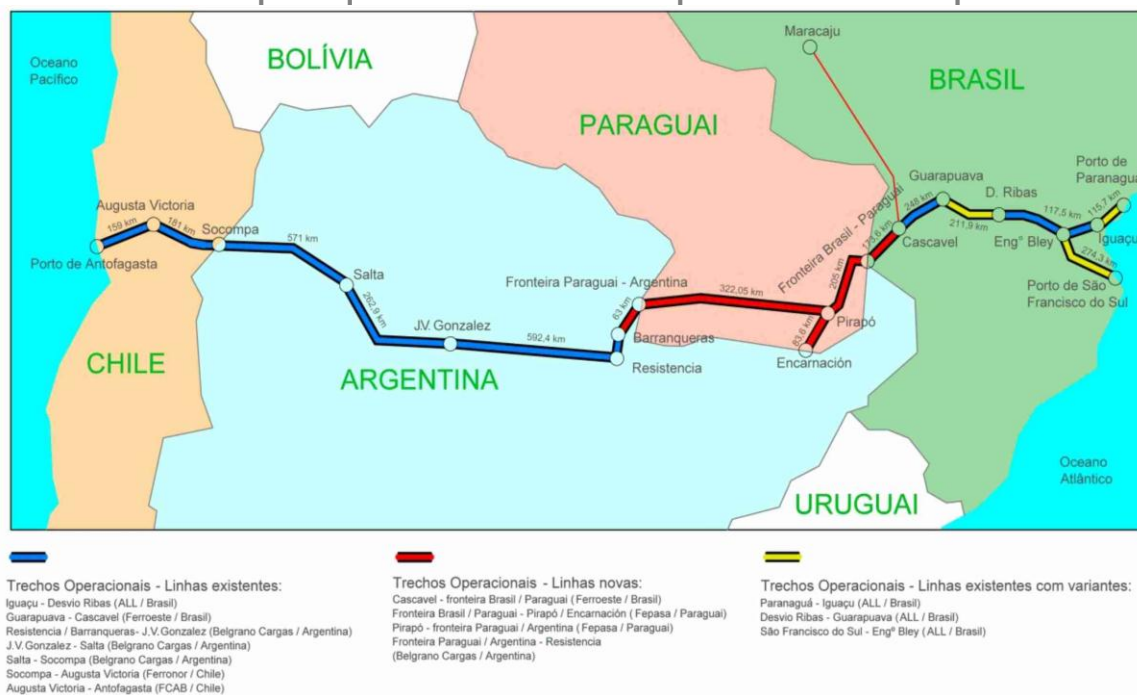 Oceano
Pacífico
BOLÍVIA
Maracaju
BRASIL
PARAGUAI
Porto de
Paranaguá
Guarapuava
D. Ribas
Augusta Victoria
248 km
117,5 km
115,7 km
159 km
181 km
Socompa
Fronteira Brasil - Paraguai
173,6 km
211,9 km
Cascavel
Engº Bley
Iguaçu
571 km
Porto de Antofagasta
Salta
Fronteira Paraguai - Argentina
205 km
274,3 km
Porto de São
Francisco do Sul
262,9 km
322,05 km
63 km
Pirapó
J.V. Gonzalez
592,4 km
Barranqueras
83,6 km
CHILE
ARGENTINA
Resistencia
Encarnación
Oceano
Atlântico
URUGUAI
Trechos Operacionais - Linhas existentes:
Iguaçu - Desvio Ribas (ALL / Brasil)
Guarapuava - Cascavel (Ferroeste / Brasil)
Resistencia / Barranqueras- J,V.Gonzalez (Belgrano Cargas / Argentina)
J.V.Gonzalez - Salta (Belgrano Cargas / Argentina)
Salta - Socompa (Belgrano Cargas / Argentina)
Socompa - Augusta Victoria (Ferronor / Chile)
Augusta Victoria - Antofagasta (FCAB / Chile)
Trechos Operacionais - Linhas novas:
Cascavel - fronteira Brasil / Paraguai (Ferroeste / Brasil)
Fronteira Brasil / Paraguai - Pirapó / Encarnación ( Fepasa / Paraguai)
Pirapó - fronteira Paraguai / Argentina ( Fepasa / Paraguai)
Fronteira Paraguai / Argentina - Resistencia
(Belgrano Cargas / Argentina)
Trechos Operacionais - Linhas existentes com variantes:
Paranaguá - Iguaçu (ALL / Brasil)
Desvio Ribas - Guarapuava (ALL / Brasil)
São Francisco do Sul - Engº Bley (ALL / Brasil)